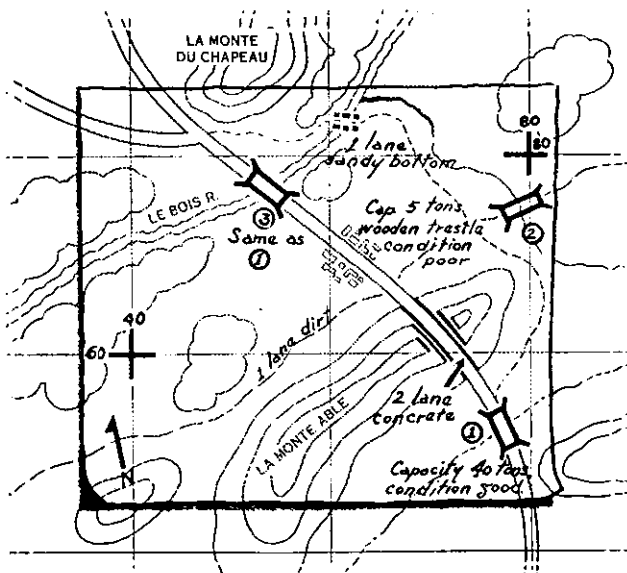 LA MONTE
DU CHAPEAU
80
80
1 lane
sandy bottom
LE BOIS R.
③
Same as
①
Cap. 5 tons
wooden trestle
condition
poor
②
40
60
1 lane dirt
2 lane
concrete
LA MONTE ABLE
①
Capacity 40 tons
condition good
N